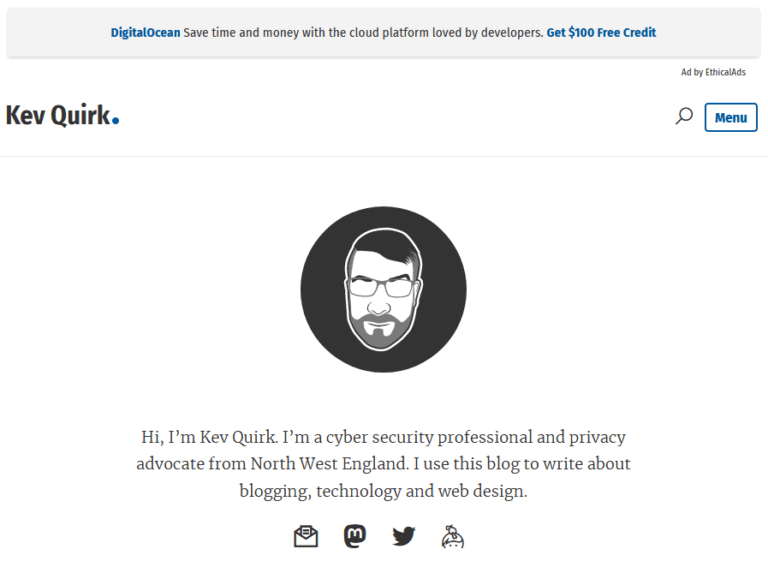 DigitalOcean Save time and money with the cloud platform loved by developers. Get $100 Free Credit
Ad by EthicalAds
Kev Quirk.
Menu
Hi, I’m Kev Quirk. I’m a cyber security professional and privacy
advocate from North West England. I use this blog to write about
blogging, technology and web design.